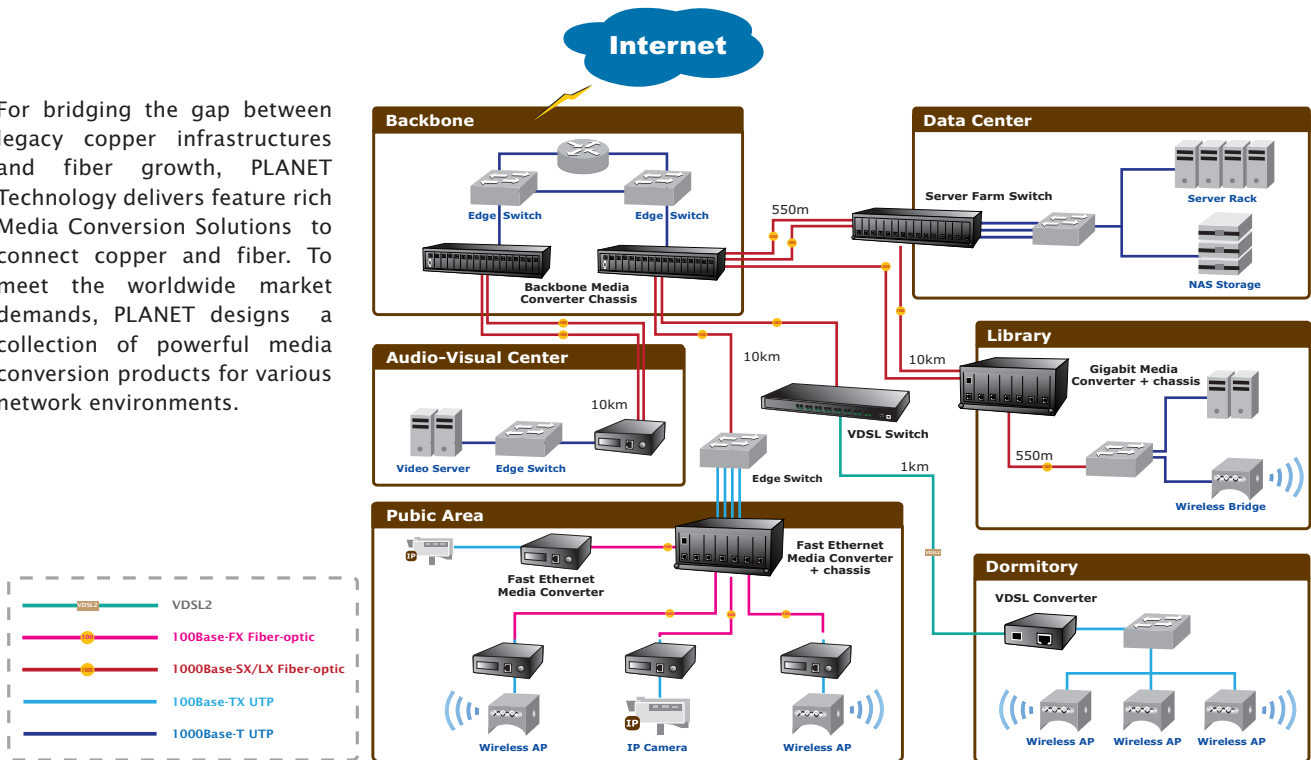 Internet
For bridging the gap between
legacy copper infrastructures
and fiber growth, PLANET
Technology delivers feature rich
Media Conversion Solutions to
connect copper and fiber. To
meet the worldwide market
demands, PLANET designs a
collection of powerful media
conversion products for various
network environments.
Backbone
Edge Switch
Edge Switch
Backbone Media
Converter Chassis
550m
Data Center
Server Farm Switch
Server Rack
NAS Storage
Audio-Visual Center
10km
Video Server
Edge Switch
10km
Edge Switch
VDSL Switch
1km
VDSL2
10km
Library
Gigabit Media
Converter + chassis
550m
Wireless Bridge
Pubic Area
IP
Fast Ethernet
Media Converter
Fast Ethernet
Media Converter
+ chassis
Wireless AP
IP
IP Camera
Wireless AP
Dormitory
VDSL Converter
Wireless AP
Wireless AP
Wireless AP
VDSL2
VDSL2
100
100Base-FX Fiber-optic
1000
1000Base-SX/LX Fiber-optic
100Base-TX UTP
1000Base-T UTP